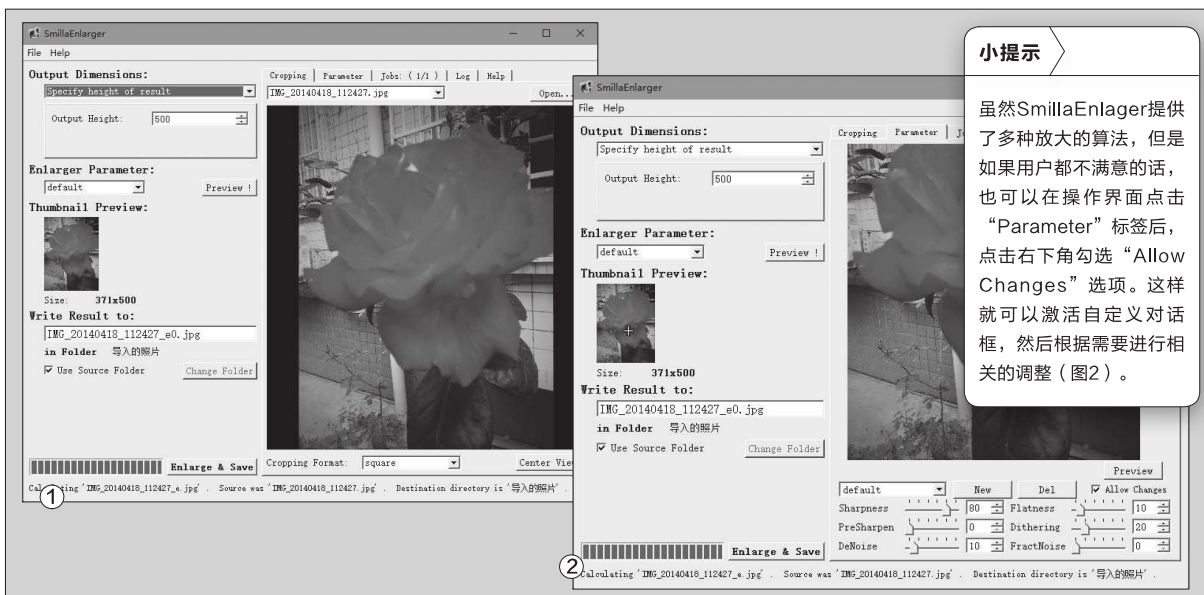 SmillaEnlarger
File Help
Output Dimensions:
Specify height of result
Output Height: 500
Enlarger Parameter:
default Preview !
Thumbnail Preview:
Size: 371x500
Write Result to:
IMG_20140418_112427_e0.jpg
in Folder 导入的照片
Use Source Folder Change Folder
Enlarge & Save
Cropping Parameter Jobs: ( 1/1 ) Log Help
IMG_20140418_112427.jpg Open...
Cropping Format: square Center Vie
Calculating 'IMG_20140418_112427_e.jpg' . Source was 'IMG_20140418_112427.jpg' . Destination directory is '导入的照片' .
①
SmillaEnlarger
File Help
Output Dimensions:
Specify height of result
Output Height: 500
Enlarger Parameter:
default Preview !
Thumbnail Preview:
Size: 371x500
Write Result to:
IMG_20140418_112427_e0.jpg
in Folder 导入的照片
Use Source Folder Change Folder
Enlarge & Save
Cropping Parameter
Preview
default New Del Allow Changes
Sharpness 80 Flatness 10
PreSharpen 0 Dithering 20
DeNoise 10 FractNoise 0
Calculating 'IMG_20140418_112427_e.jpg' . Source was 'IMG_20140418_112427.jpg' . Destination directory is '导入的照片' .
②
小提示
虽然SmillaEnlager提供
了多种放大的算法，但是
如果用户都不满意的话，
也可以在操作界面点击
“Parameter”标签后，
点击右下角勾选“Allow
Changes”选项。这样
就可以激活自定义对话
框，然后根据需要进行相
关的调整（图2）。